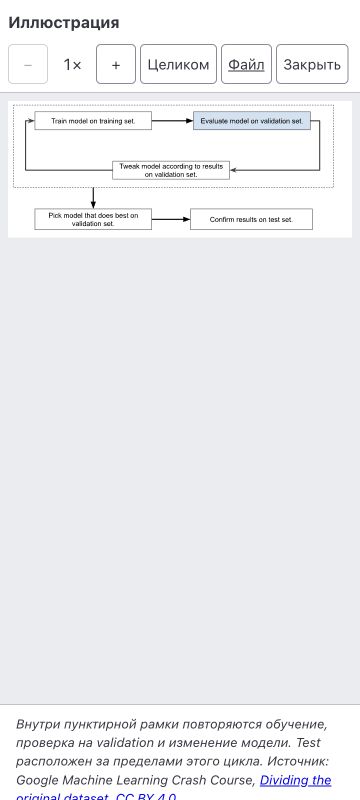 Иллюстрация
− 1× + Целиком Файл Закрыть
Train model on training set.
Evaluate model on validation set.
Tweak model according to results
on validation set.
Pick model that does best on
validation set.
Confirm results on test set.
Внутри пунктирной рамки повторяются обучение,
проверка на validation и изменение модели. Test
расположен за пределами этого цикла. Источник:
Google Machine Learning Crash Course, Dividing the
original dataset, CC BY 4.0